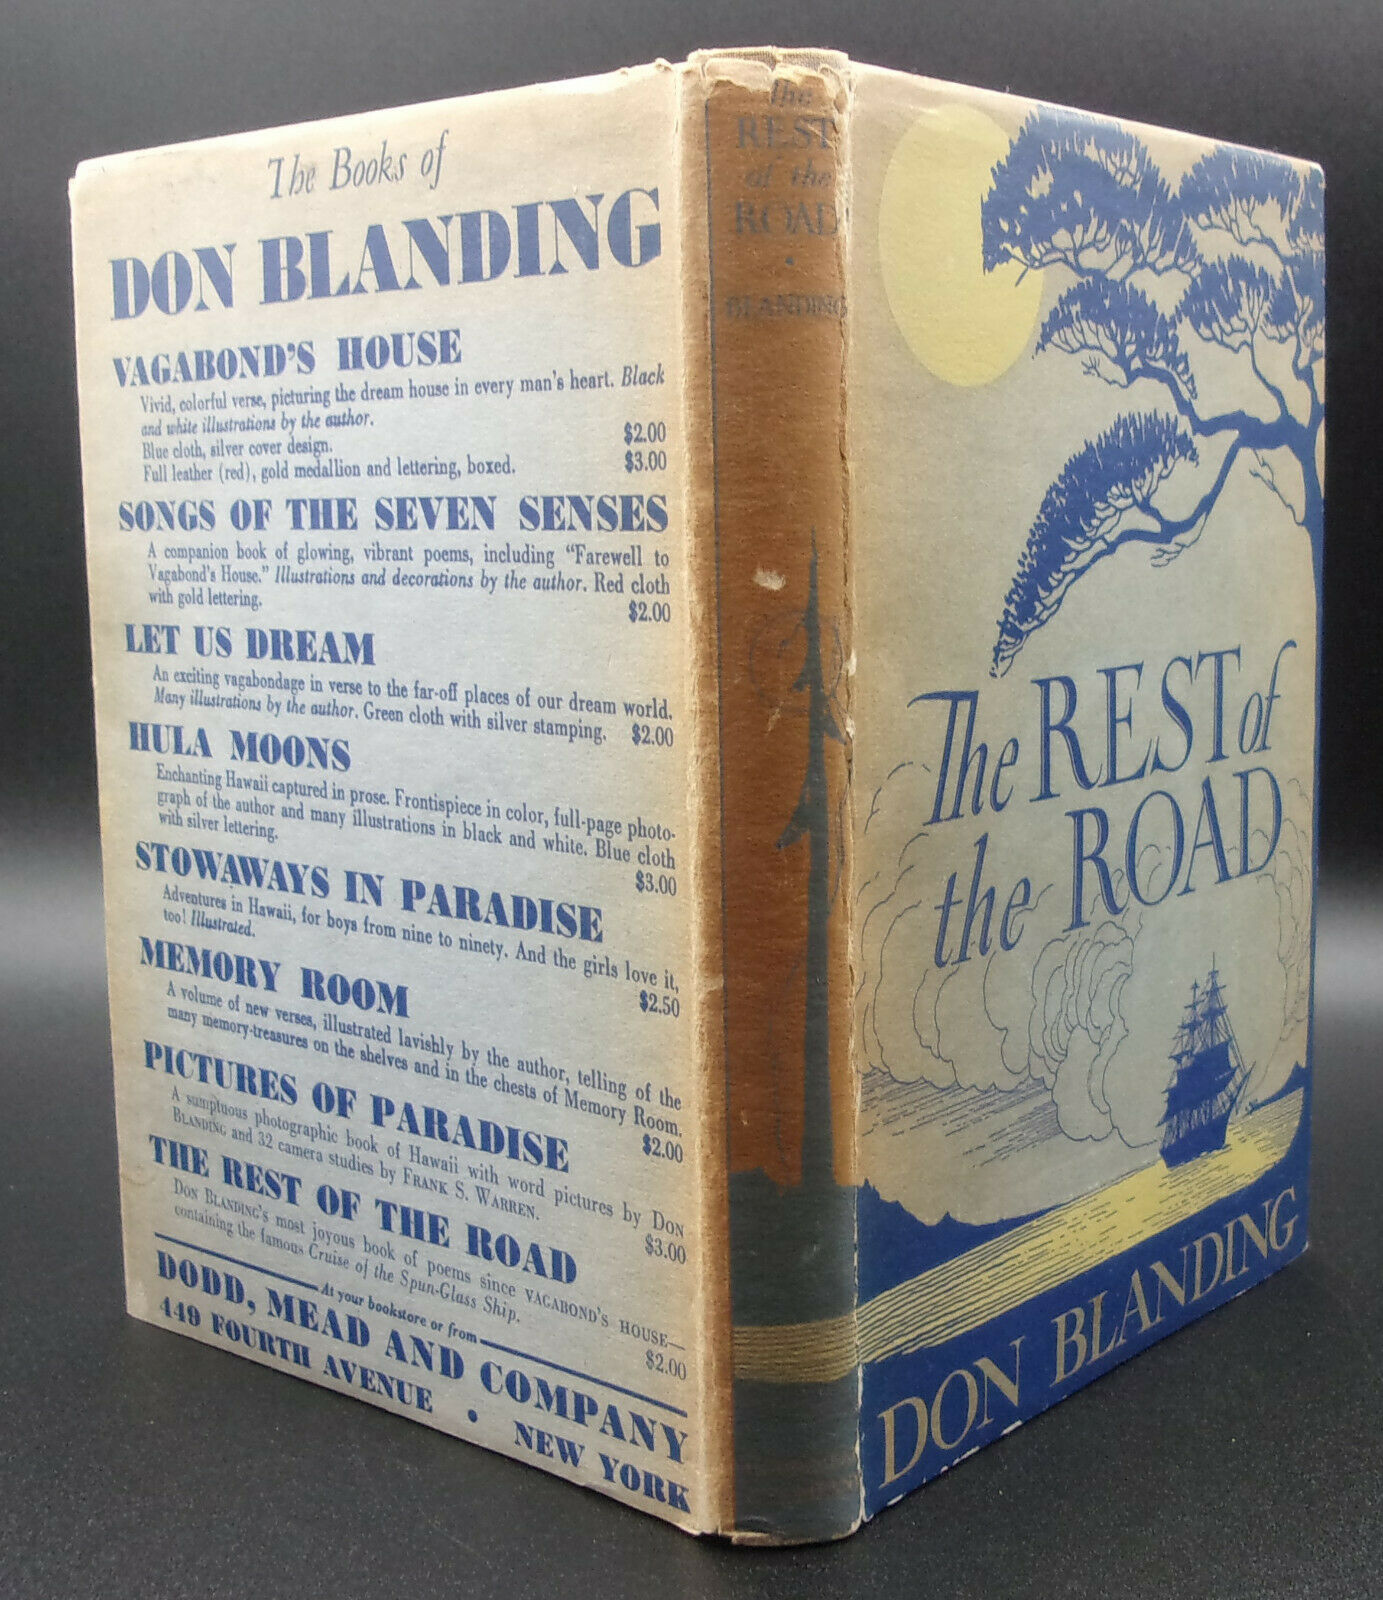 The Books of
DON BLANDING
VAGABOND'S HOUSE
Vivid, colorful verse, picturing the dream house in every man's heart. Black
and white illustrations by the author.
Blue cloth, silver cover design. $2.00
Full leather (red), gold medallion and lettering, boxed. $3.00
SONGS OF THE SEVEN SENSES
A companion book of glowing, vibrant poems, including "Farewell to
Vagabond's House." Illustrations and decorations by the author. Red cloth
with gold lettering. $2.00
LET US DREAM
An exciting vagabondage in verse to the far-off places of our dream world.
Many illustrations by the author. Green cloth with silver stamping. $2.00
HULA MOONS
Enchanting Hawaii captured in prose. Frontispiece in color, full-page photo-
graph of the author and many illustrations in black and white. Blue cloth
with silver lettering. $3.00
STOWAWAYS IN PARADISE
Adventures in Hawaii, for boys from nine to ninety. And the girls love it,
too! Illustrated. $2.50
MEMORY ROOM
A volume of new verses, illustrated lavishly by the author, telling of the
many memory-treasures on the shelves and in the chests of Memory Room.
$2.00
PICTURES OF PARADISE
A sumptuous photographic book of Hawaii with word pictures by DON
BLANDING and 32 camera studies by FRANK S. WARREN. $3.00
THE REST OF THE ROAD
DON BLANDING'S most joyous book of poems since VAGABOND'S HOUSE—
containing the famous Cruise of the Spun-Glass Ship. $2.00
At your bookstore or from
DODD, MEAD AND COMPANY
449 FOURTH AVENUE • NEW YORK
The
REST
of the
ROAD
•
BLANDING
The REST of
the ROAD
DON BLANDING